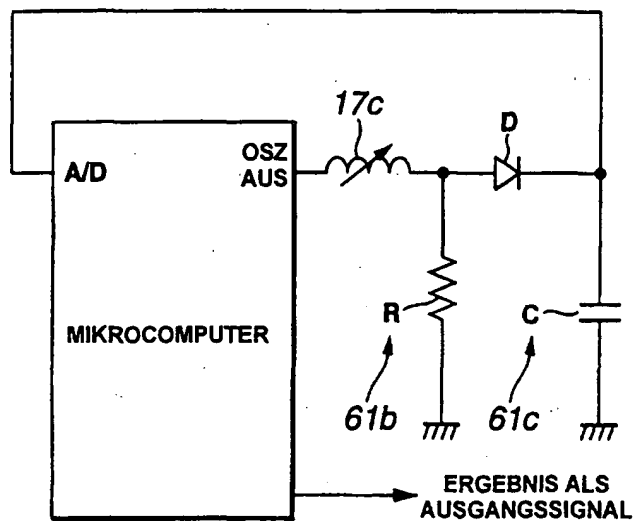 17c
D
OSZ
AUS
A/D
R
C
MIKROCOMPUTER
61b
61c
ERGEBNIS ALS
AUSGANGSSIGNAL